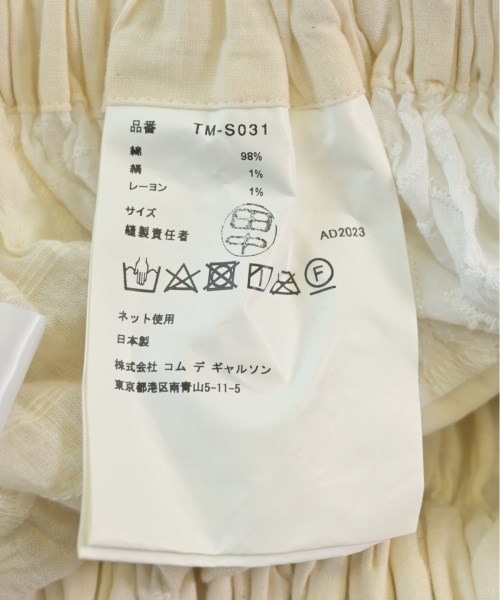 品番 TM-S031
綿 98%
絹 1%
レーヨン 1%
サイズ
縫製責任者
田中
AD2023
F
ネット使用
日本製
株式会社 コム デ ギャルソン
東京都港区南青山5-11-5